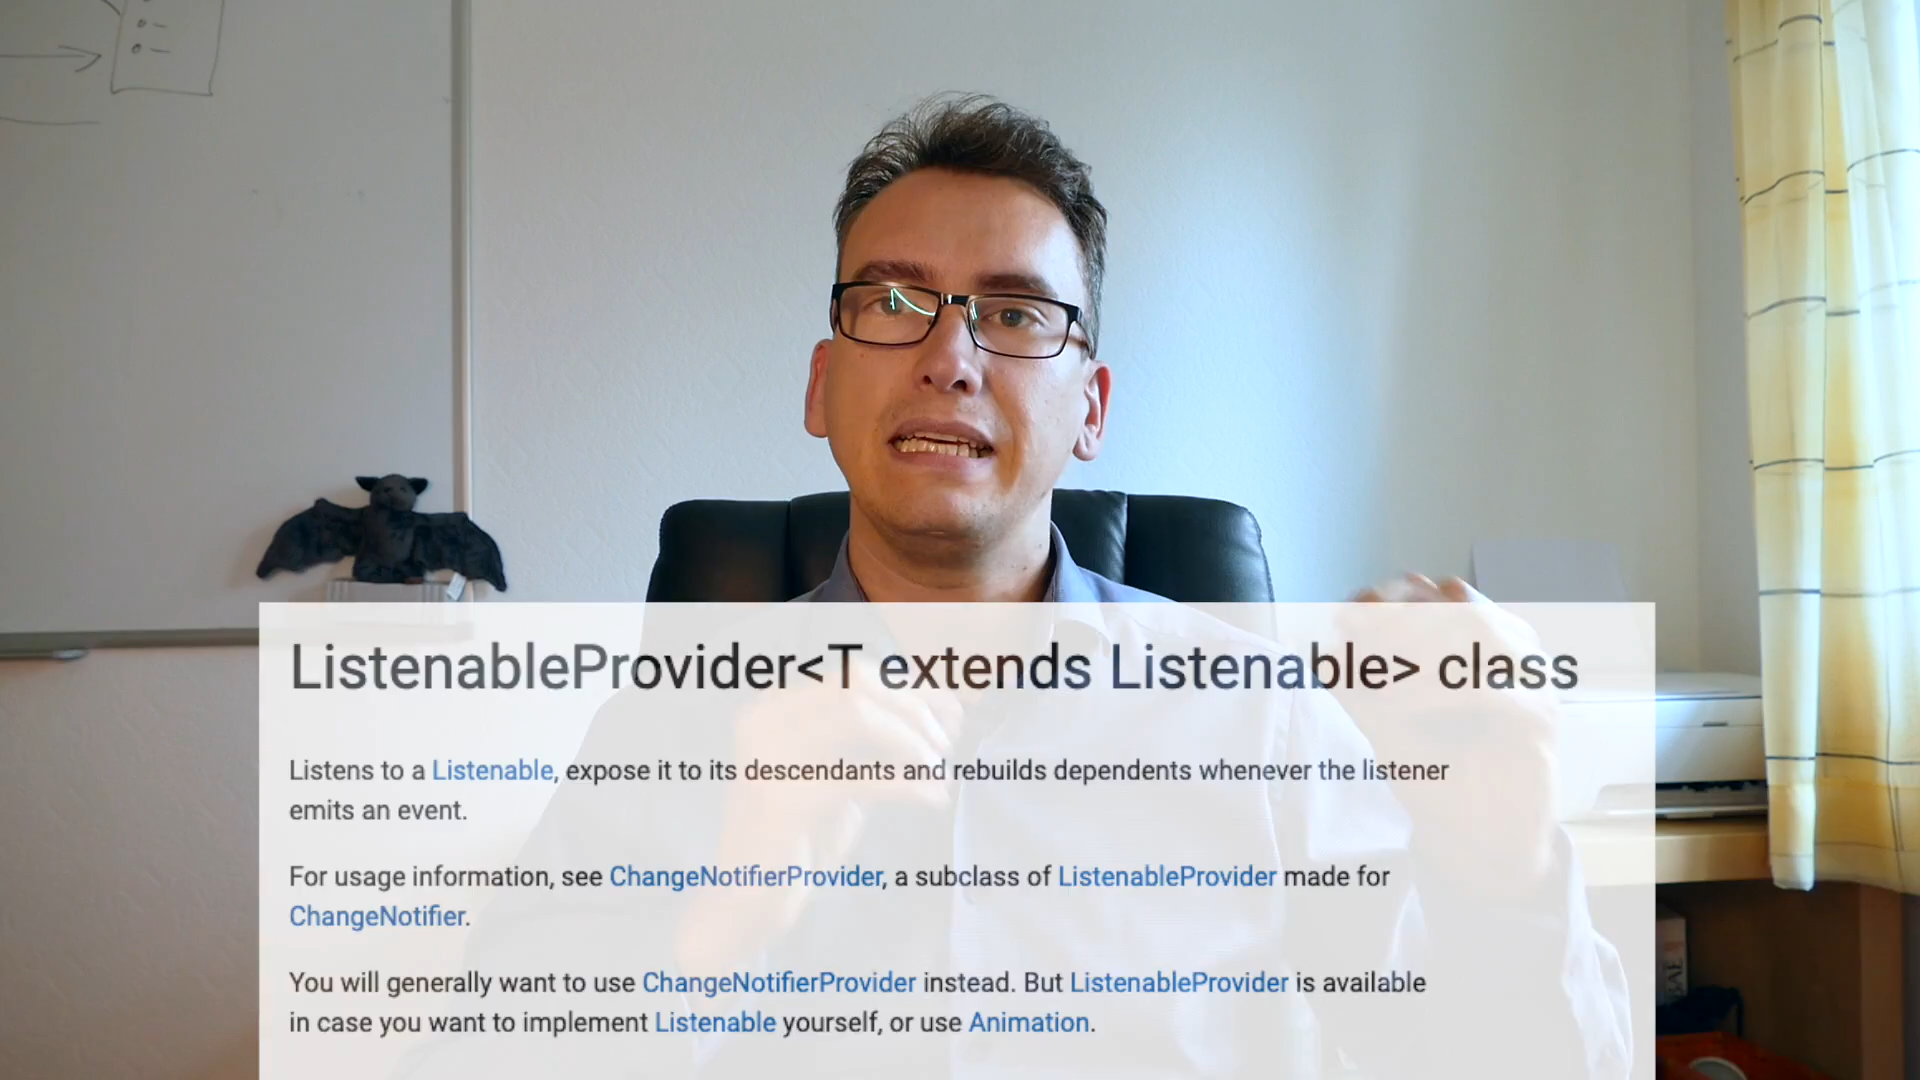 ListenableProvider<T extends Listenable> class
Listens to a Listenable, expose it to its descendants and rebuilds dependents whenever the listener
emits an event.
For usage information, see ChangeNotifierProvider, a subclass of ListenableProvider made for
ChangeNotifier.
You will generally want to use ChangeNotifierProvider instead. But ListenableProvider is available
in case you want to implement Listenable yourself, or use Animation.